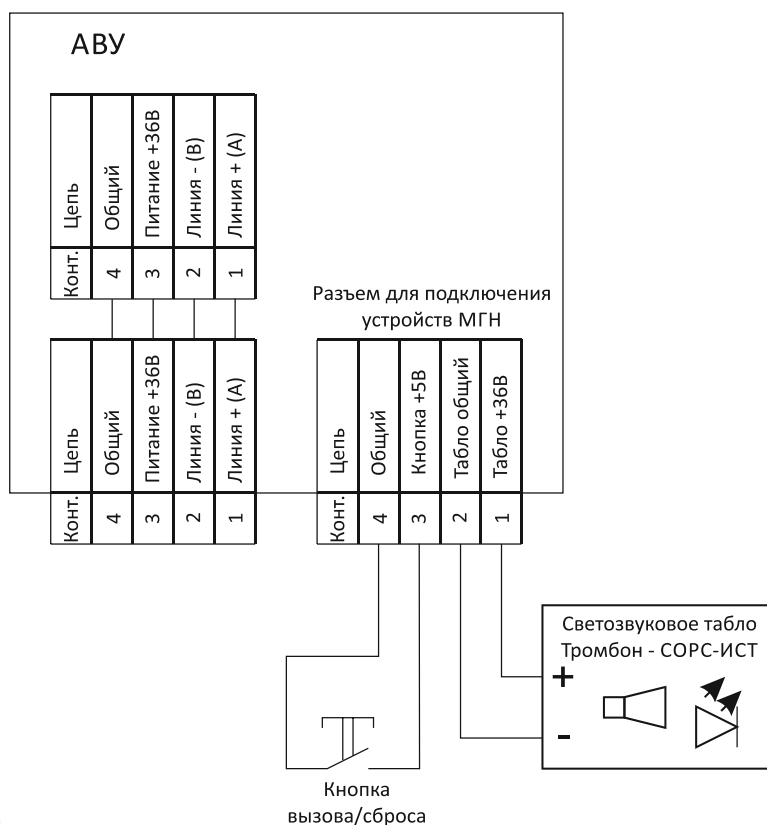 АВУ
Цепь
Общий
Питание +36В
Линия - (В)
Линия + (А)
Конт.
4
3
2
1
Разъем для подключения
устройств МГН
Цепь
Общий
Питание +36В
Линия - (В)
Линия + (А)
Конт.
4
3
2
1
Цепь
Общий
Кнопка +5В
Табло общий
Табло +36В
Конт.
4
3
2
1
Светозвуковое табло
Тромбон - СОРС-ИСТ
+
-
Кнопка
вызова/сброса